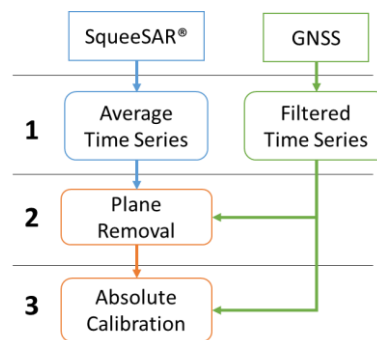 SqueeSAR®
GNSS
1
Average
Time Series
Filtered
Time Series
2
Plane
Removal
3
Absolute
Calibration